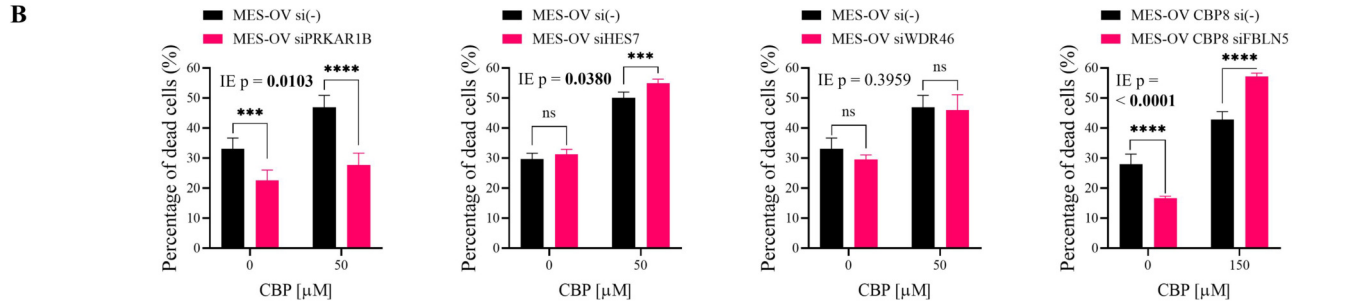 B
MES-OV si(-)
MES-OV siPRKAR1B
Percentage of dead cells (%)
60
50
40
30
20
10
0
IE p = 0.0103
***
****
0
50
CBP [µM]
MES-OV si(-)
MES-OV siHES7
Percentage of dead cells (%)
60
50
40
30
20
10
0
IE p = 0.0380
ns
***
0
50
CBP [µM]
MES-OV si(-)
MES-OV siWDR46
Percentage of dead cells (%)
60
50
40
30
20
10
0
IE p = 0.3959
ns
ns
0
50
CBP [µM]
MES-OV CBP8 si(-)
MES-OV CBP8 siFBLN5
Percentage of dead cells (%)
60
50
40
30
20
10
0
IE p =
< 0.0001
****
****
0
150
CBP [µM]